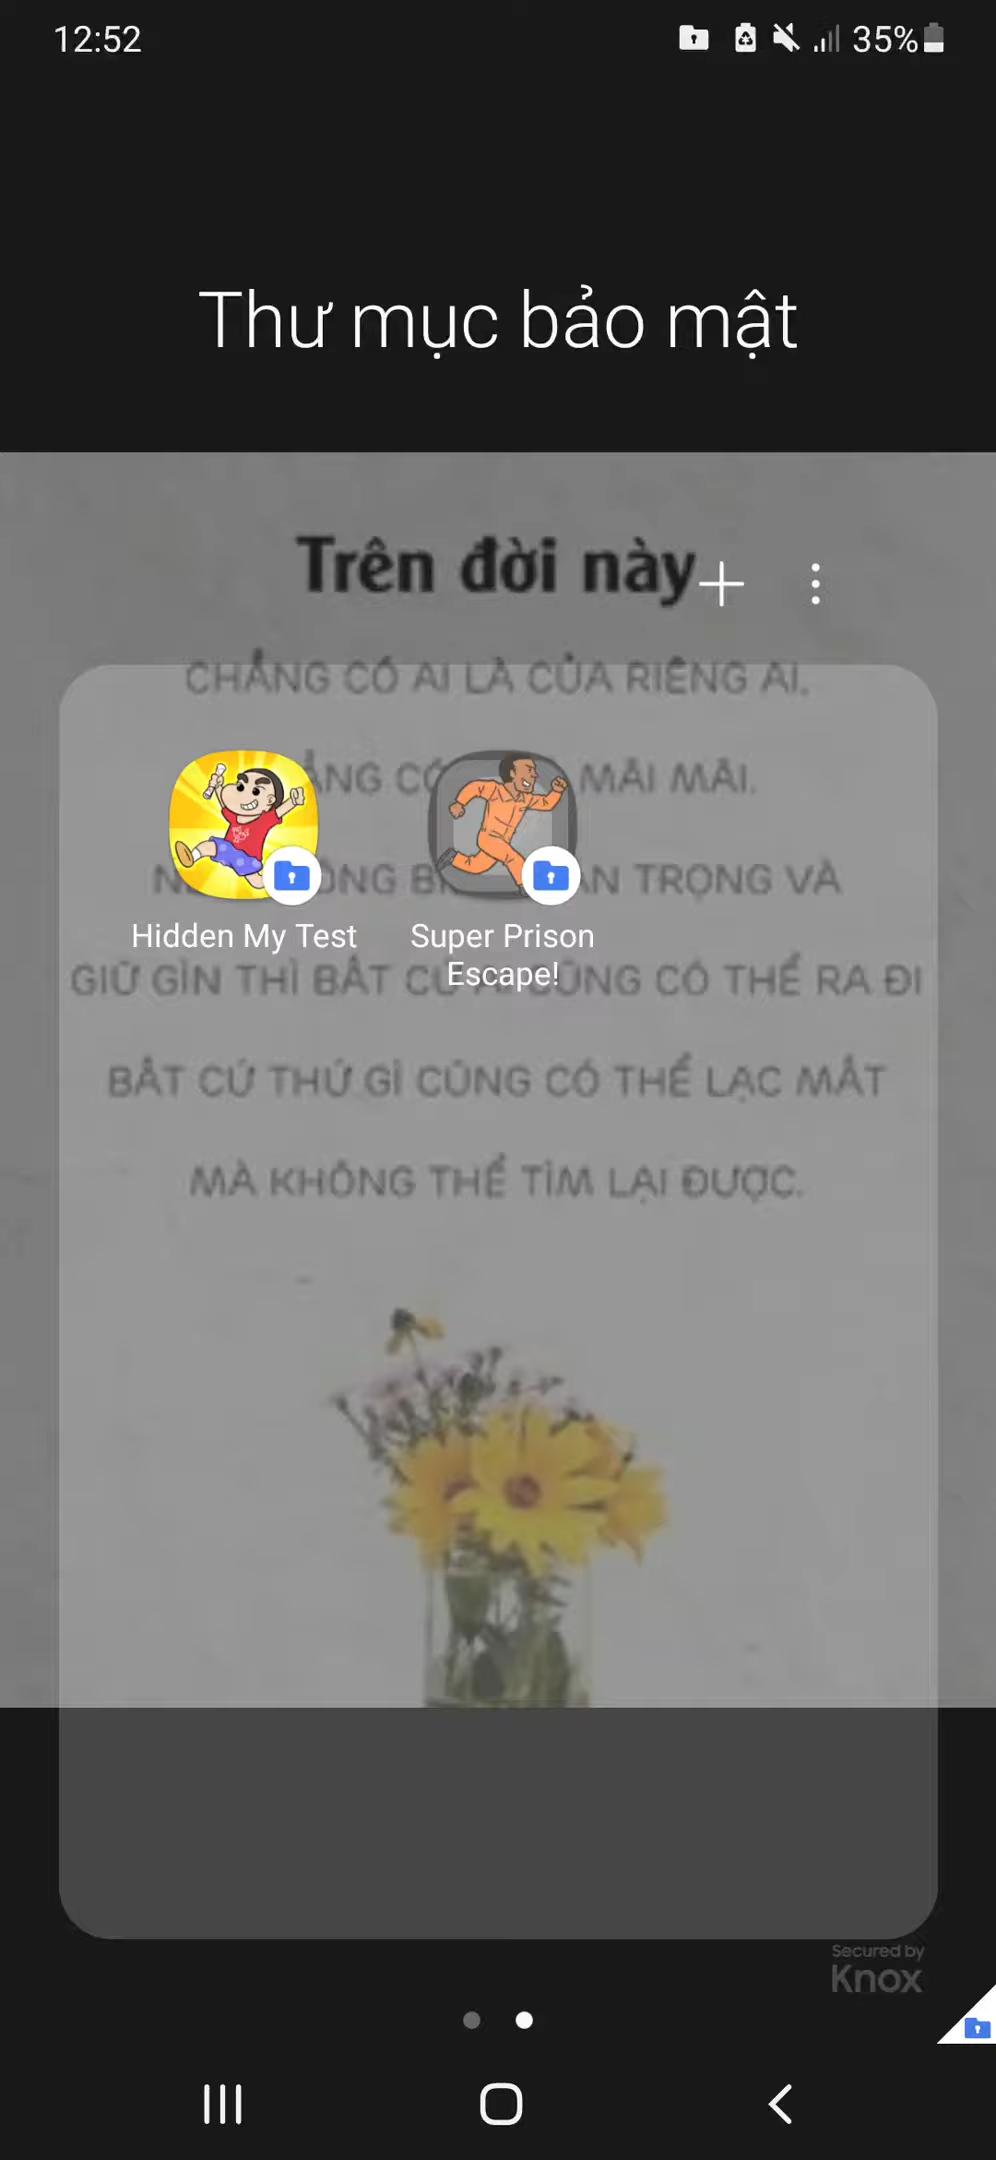 12:52
35%
Thư mục bảo mật
Trên đời này
CHẲNG CÓ AI LÀ CỦA RIÊNG AI.
MÃI MÃI.
TRỌNG VÀ
Hidden My Test
Super Prison
Escape!
GIỮ GÌN THÌ BẤT CÓ THỂ RA ĐI
BẤT CỨ THỨ GÌ CŨNG CÓ THỂ LẠC MẤT
MÀ KHÔNG THỂ TÌM LẠI ĐƯỢC.
Secured by
Knox